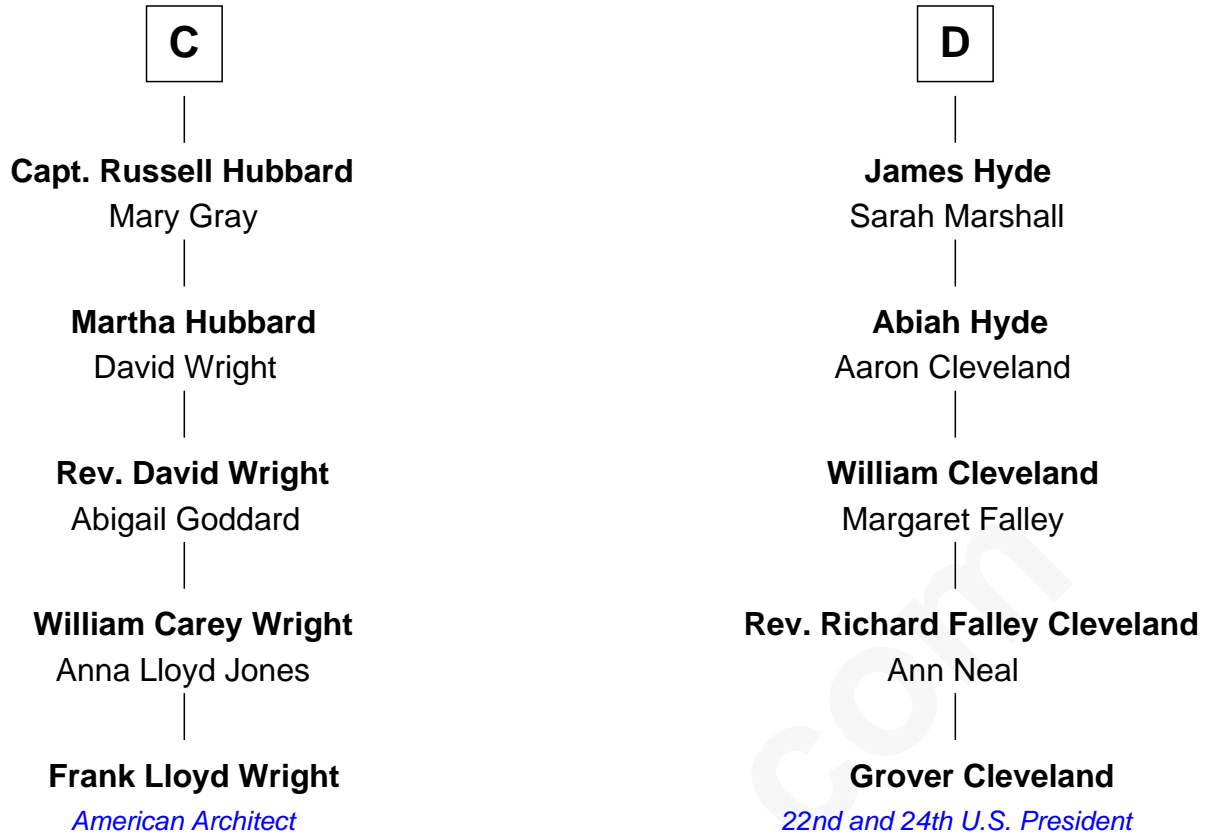 C
Capt. Russell Hubbard
Mary Gray
Martha Hubbard
David Wright
Rev. David Wright
Abigail Goddard
William Carey Wright
Anna Lloyd Jones
Frank Lloyd Wright
American Architect
D
James Hyde
Sarah Marshall
Abiah Hyde
Aaron Cleveland
William Cleveland
Margaret Falley
Rev. Richard Falley Cleveland
Ann Neal
Grover Cleveland
22nd and 24th U.S. President
com